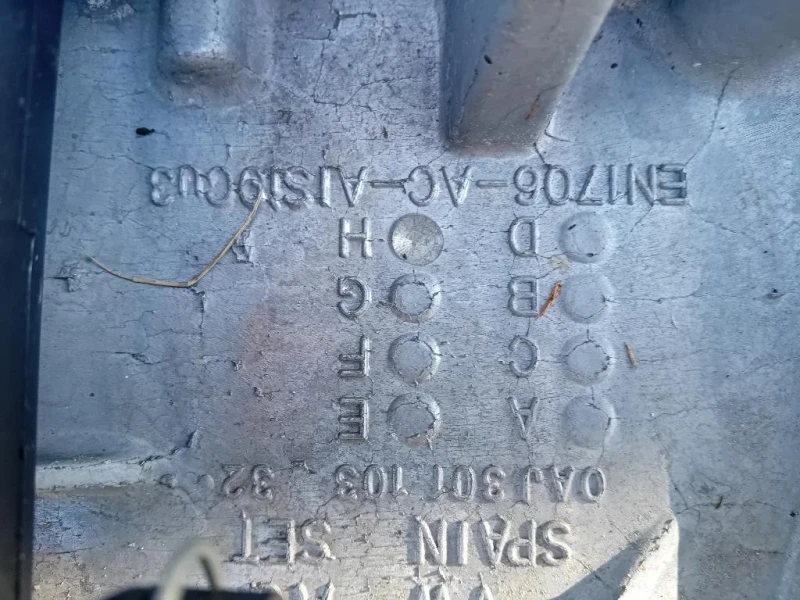 SPAIN SET
0AJ 301 103 . 32
A E
C F
B G
D H A
EN1706-AC-AlSi9Cu3